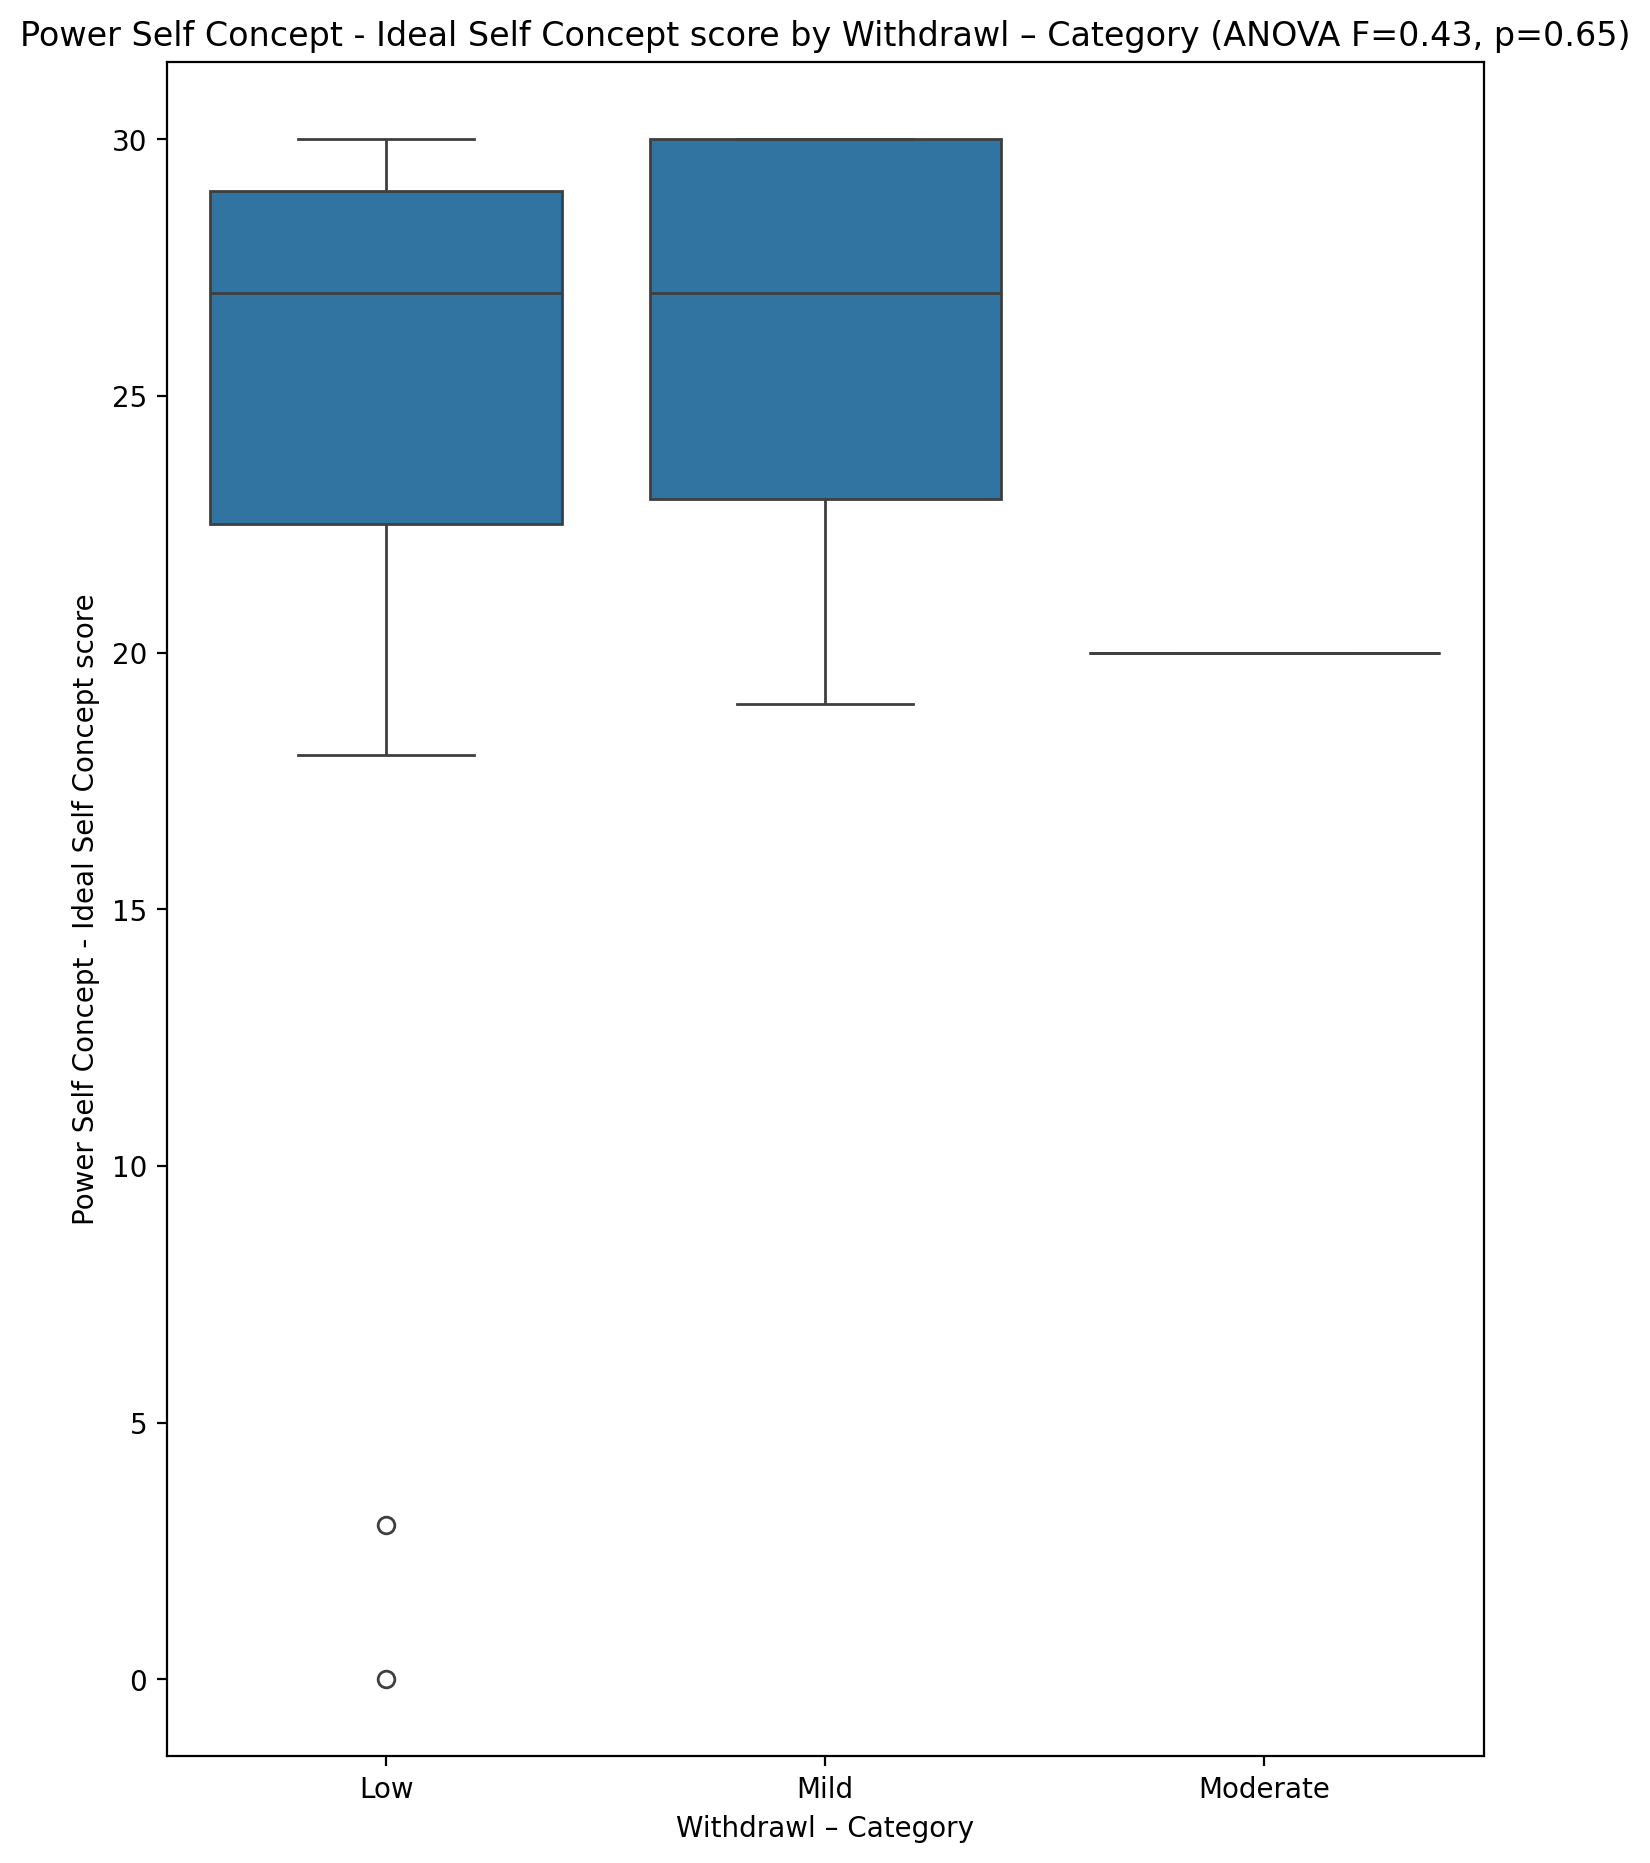 Power Self Concept - Ideal Self Concept score by Withdrawl – Category (ANOVA F=0.43, p=0.65)
30
25
20
15
10
5
0
Power Self Concept - Ideal Self Concept score
Low
Mild
Moderate
Withdrawl – Category